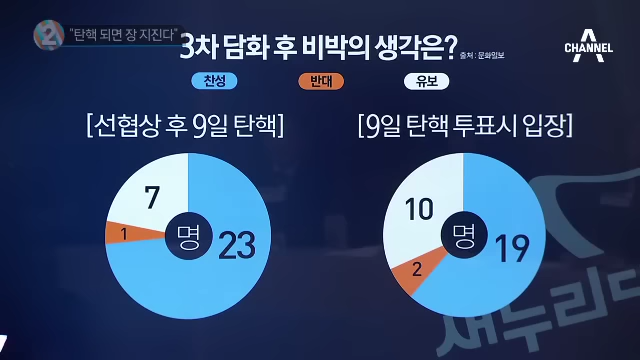 "탄핵 되면 장 지진다"
3차 담화 후 비박의 생각은?
출처 : 문화일보
CHANNEL A
찬성
반대
유보
[선협상 후 9일 탄핵]
[9일 탄핵 투표시 입장]
7
1
명
23
10
2
명
19
새누리당